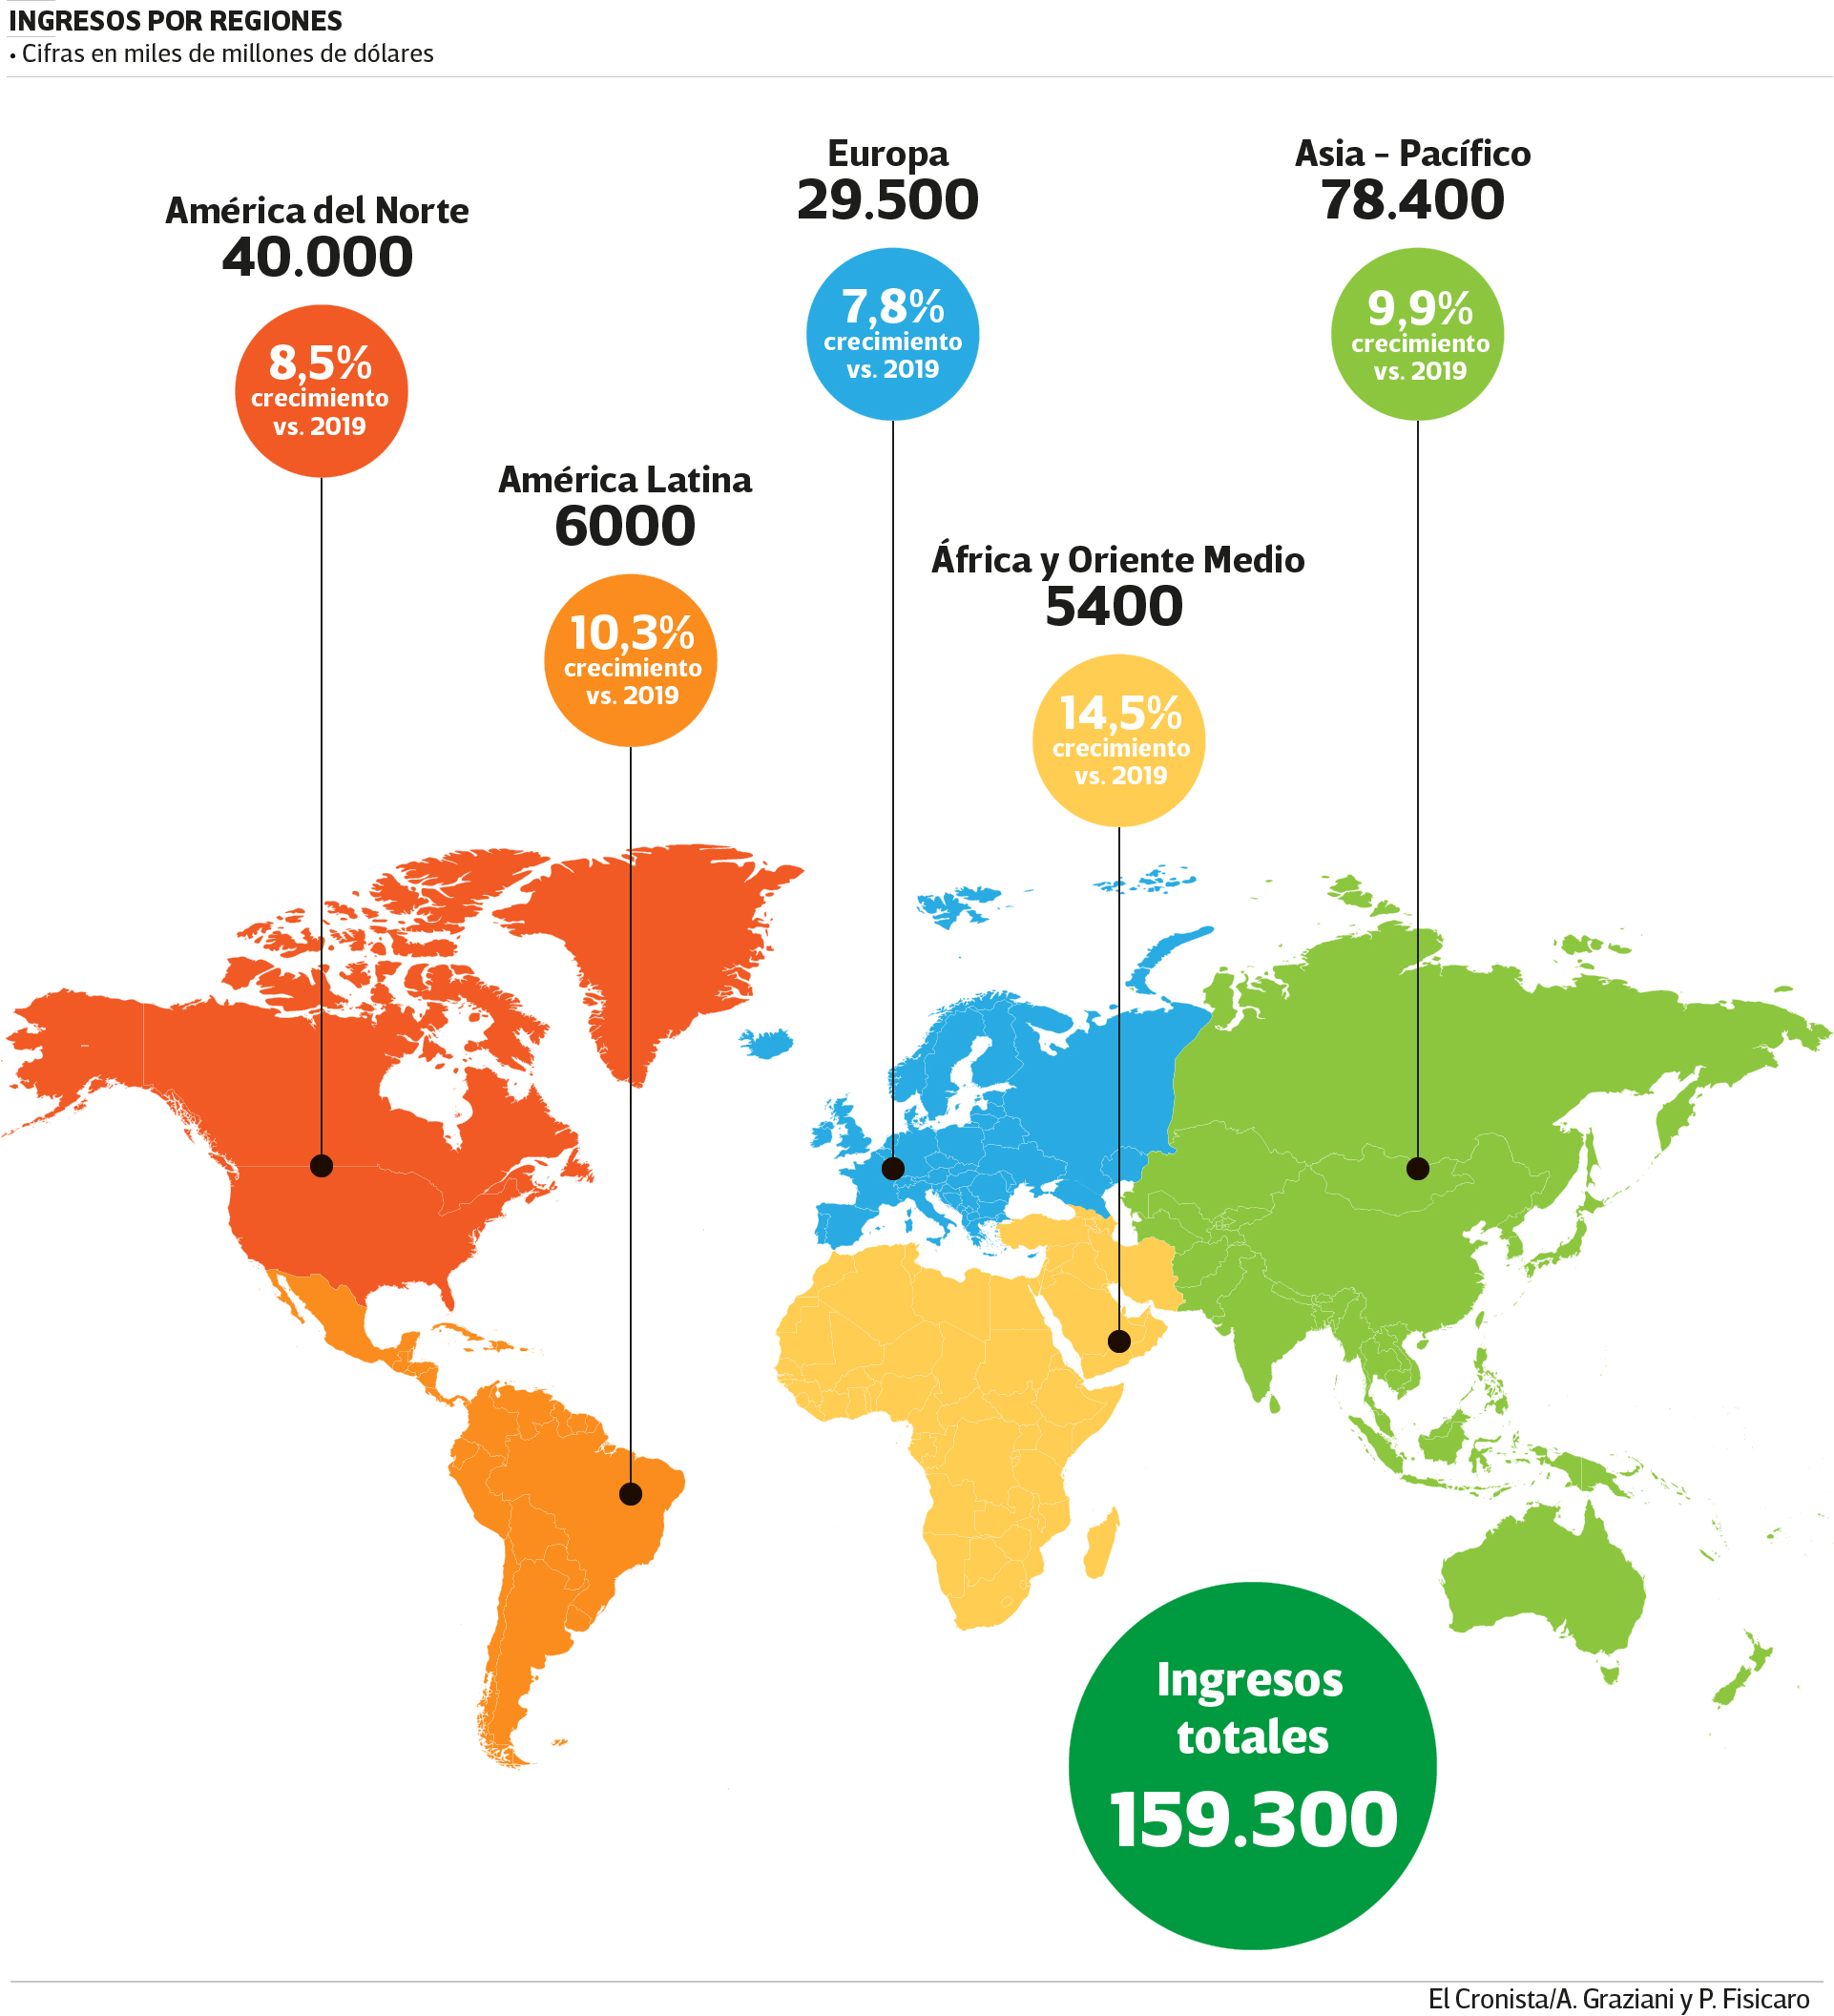 INGRESOS POR REGIONES
• Cifras en miles de millones de dólares
América del Norte
40.000
8,5%
crecimiento
vs. 2019
América Latina
6000
10,3%
crecimiento
vs. 2019
Europa
29.500
7,8%
crecimiento
vs. 2019
África y Oriente Medio
5400
14,5%
crecimiento
vs. 2019
Asia – Pacífico
78.400
9,9%
crecimiento
vs. 2019
Ingresos
totales
159.300
El Cronista/A. Graziani y P. Fisicaro